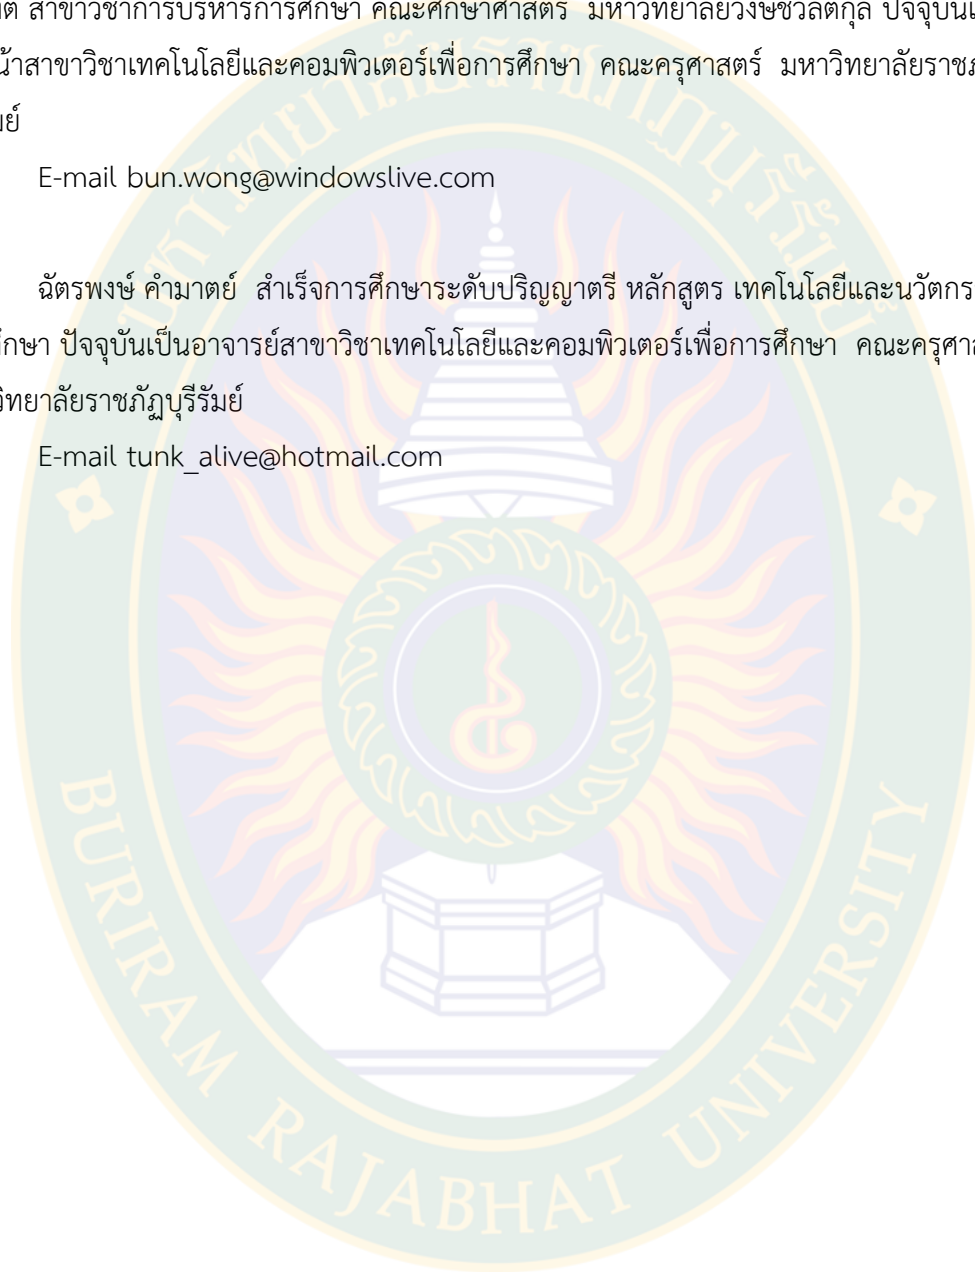 สาขาวิชาการบริหารการศึกษา คณะศึกษาศาสตร์ มหาวิทยาลัยวงษ์ชวลิตกุล
สาขาวิชาเทคโนโลยีและคอมพิวเตอร์เพื่อการศึกษา คณะครุศาสตร์
E-mail bun.wong@windowslive.com
ฉัตรพงษ์ คำมาตย์ สำเร็จการศึกษาระดับปริญญาตรี หลักสูตร เทคโนโลยีและนวัตกร
ศึกษา ปัจจุบันเป็นอาจารย์สาขาวิชาเทคโนโลยีและคอมพิวเตอร์เพื่อการศึกษา คณะครุศา
วิทยาลัยราชภัฏบุรีรัมย์
E-mail tunk_alive@hotmail.com
มหาวิทยาลัยราชภัฏบุรีรัมย์
BURIRAM RAJABHAT UNIVERSITY